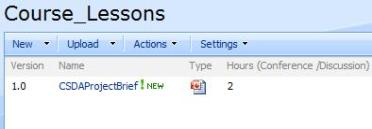 Course_Lessons
New Upload Actions Settings
Version Name Type Hours (Conference /Discussion)
1.0 CSDAProjectBrief ! NEW 2